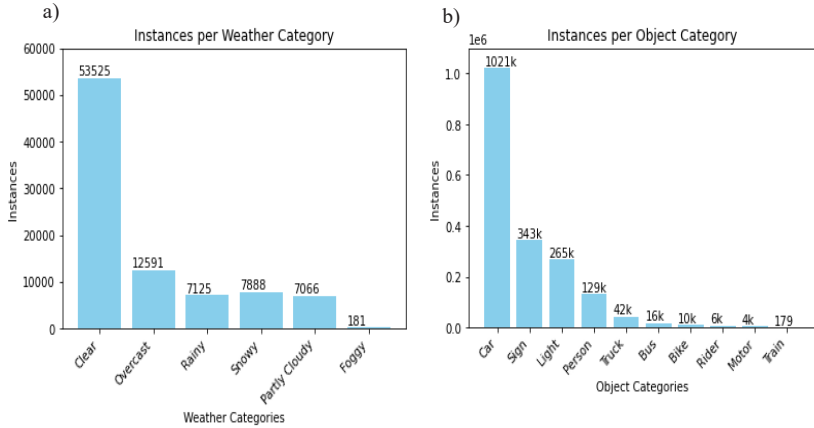 a)
Instances per Weather Category
60000
50000
40000
30000
20000
10000
0
Instances
53525
12591
7125
7888
7066
181
Clear
Overcast
Rainy
Snowy
Partly Cloudy
Foggy
Weather Categories
b)
Instances per Object Category
1e6
1.0
0.8
0.6
0.4
0.2
0.0
Instances
1021k
343k
265k
129k
42k
16k
10k
6k
4k
179
Car
Sign
Light
Person
Truck
Bus
Bike
Rider
Motor
Train
Object Categories